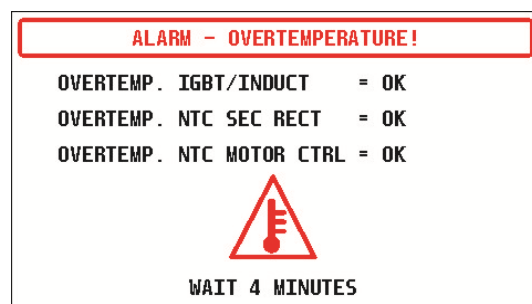 ALARM - OVERTEMPERATURE!
OVERTEMP. IGBT/INDUCT = OK
OVERTEMP. NTC SEC RECT = OK
OVERTEMP. NTC MOTOR CTRL = OK
WAIT 4 MINUTES